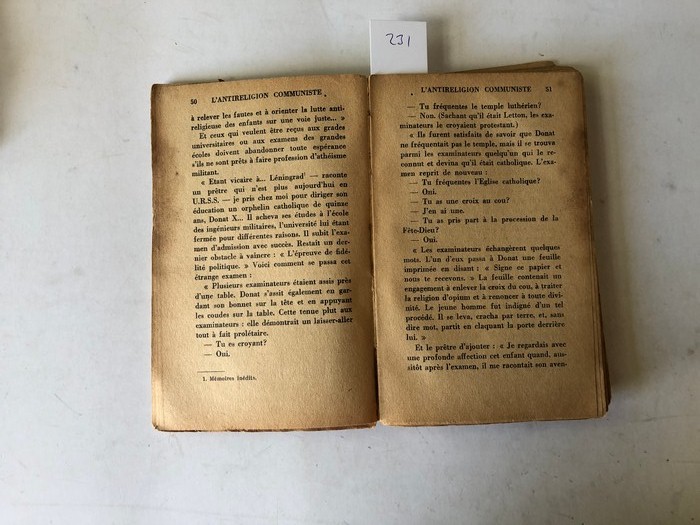 231
50 L'ANTIRELIGION COMMUNISTE
à relever les fautes et à orienter la lutte anti-
religieuse des enfants sur une voie juste... »
Et ceux qui veulent être reçus aux grades
universitaires ou aux examens des grandes
écoles doivent abandonner toute espérance
s'ils ne sont prêts à faire profession d'athéisme
militant.
« Etant vicaire à... Léningrad¹ — raconte
un prêtre qui n'est plus aujourd'hui en
U.R.S.S. — je pris chez moi pour diriger son
éducation un orphelin catholique de quinze
ans, Donat X... Il acheva ses études à l'école
des ingénieurs militaires, l'université lui étant
fermée pour différentes raisons. Il subit l'exa-
men d'admission avec succès. Restait un der-
nier obstacle à vaincre : « L'épreuve de fidé-
lité politique. » Voici comment se passa cet
étrange examen :
« Plusieurs examinateurs étaient assis près
d'une table. Donat s'assit également en gar-
dant son bonnet sur la tête et en appuyant
les coudes sur la table. Cette tenue plut aux
examinateurs : elle démontrait un laisser-aller
tout à fait prolétaire.
— Tu es croyant?
— Oui.
1. Mémoires inédits.
L'ANTIRELIGION COMMUNISTE 51
— Tu fréquentes le temple luthérien?
— Non. (Sachant qu'il était Letton, les exa-
minateurs le croyaient protestant.)
« Ils furent satisfaits de savoir que Donat
ne fréquentait pas le temple, mais il se trouva
parmi les examinateurs quelqu'un qui le re-
connut et devina qu'il était catholique. L'exa-
men reprit de nouveau :
— Tu fréquentes l'Eglise catholique?
— Oui.
— Tu as une croix au cou?
— J'en ai une.
— Tu as pris part à la procession de la
Fête-Dieu?
— Oui.
« Les examinateurs échangèrent quelques
mots. L'un d'eux passa à Donat une feuille
imprimée en disant : « Signe ce papier et
nous te recevons. » La feuille contenait un
engagement à enlever la croix du cou, à traiter
la religion d'opium et à renoncer à toute divi-
nité. Le jeune homme fut indigné d'un tel
procédé. Il se leva, cracha par terre, et, sans
dire mot, partit en claquant la porte derrière
lui. »
Et le prêtre d'ajouter : « Je regardais avec
une profonde affection cet enfant quand, aus-
sitôt après l'examen, il me racontait son aven-